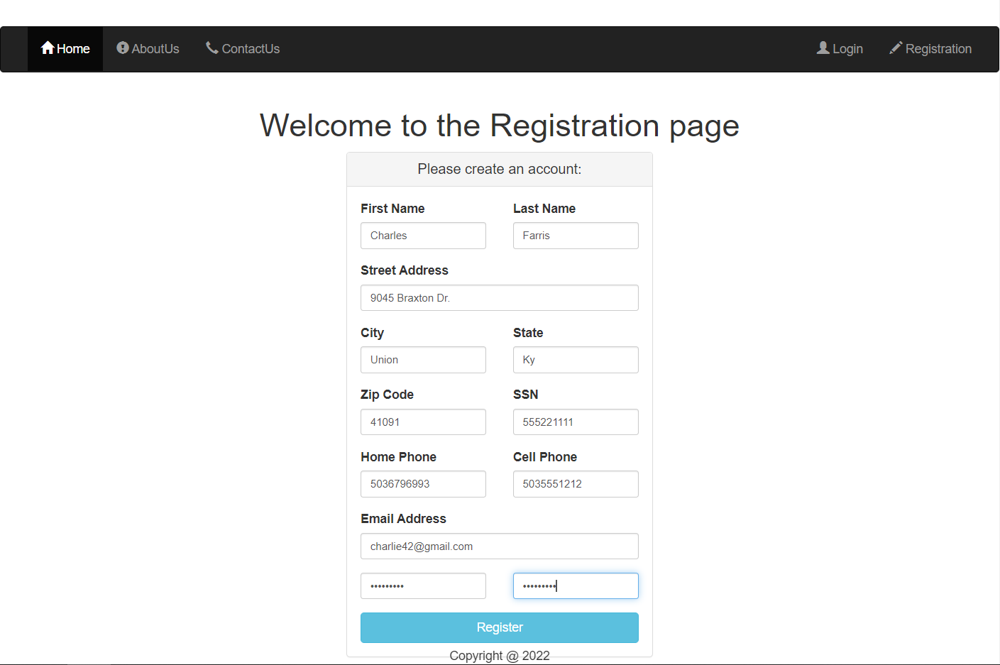 Home AboutUs ContactUs Login Registration
Welcome to the Registration page
Please create an account:
First Name Last Name
Charles Farris
Street Address
9045 Braxton Dr.
City State
Union Ky
Zip Code SSN
41091 555221111
Home Phone Cell Phone
5036796993 5035551212
Email Address
charlie42@gmail.com
••••••••• •••••••••
Register
Copyright @ 2022